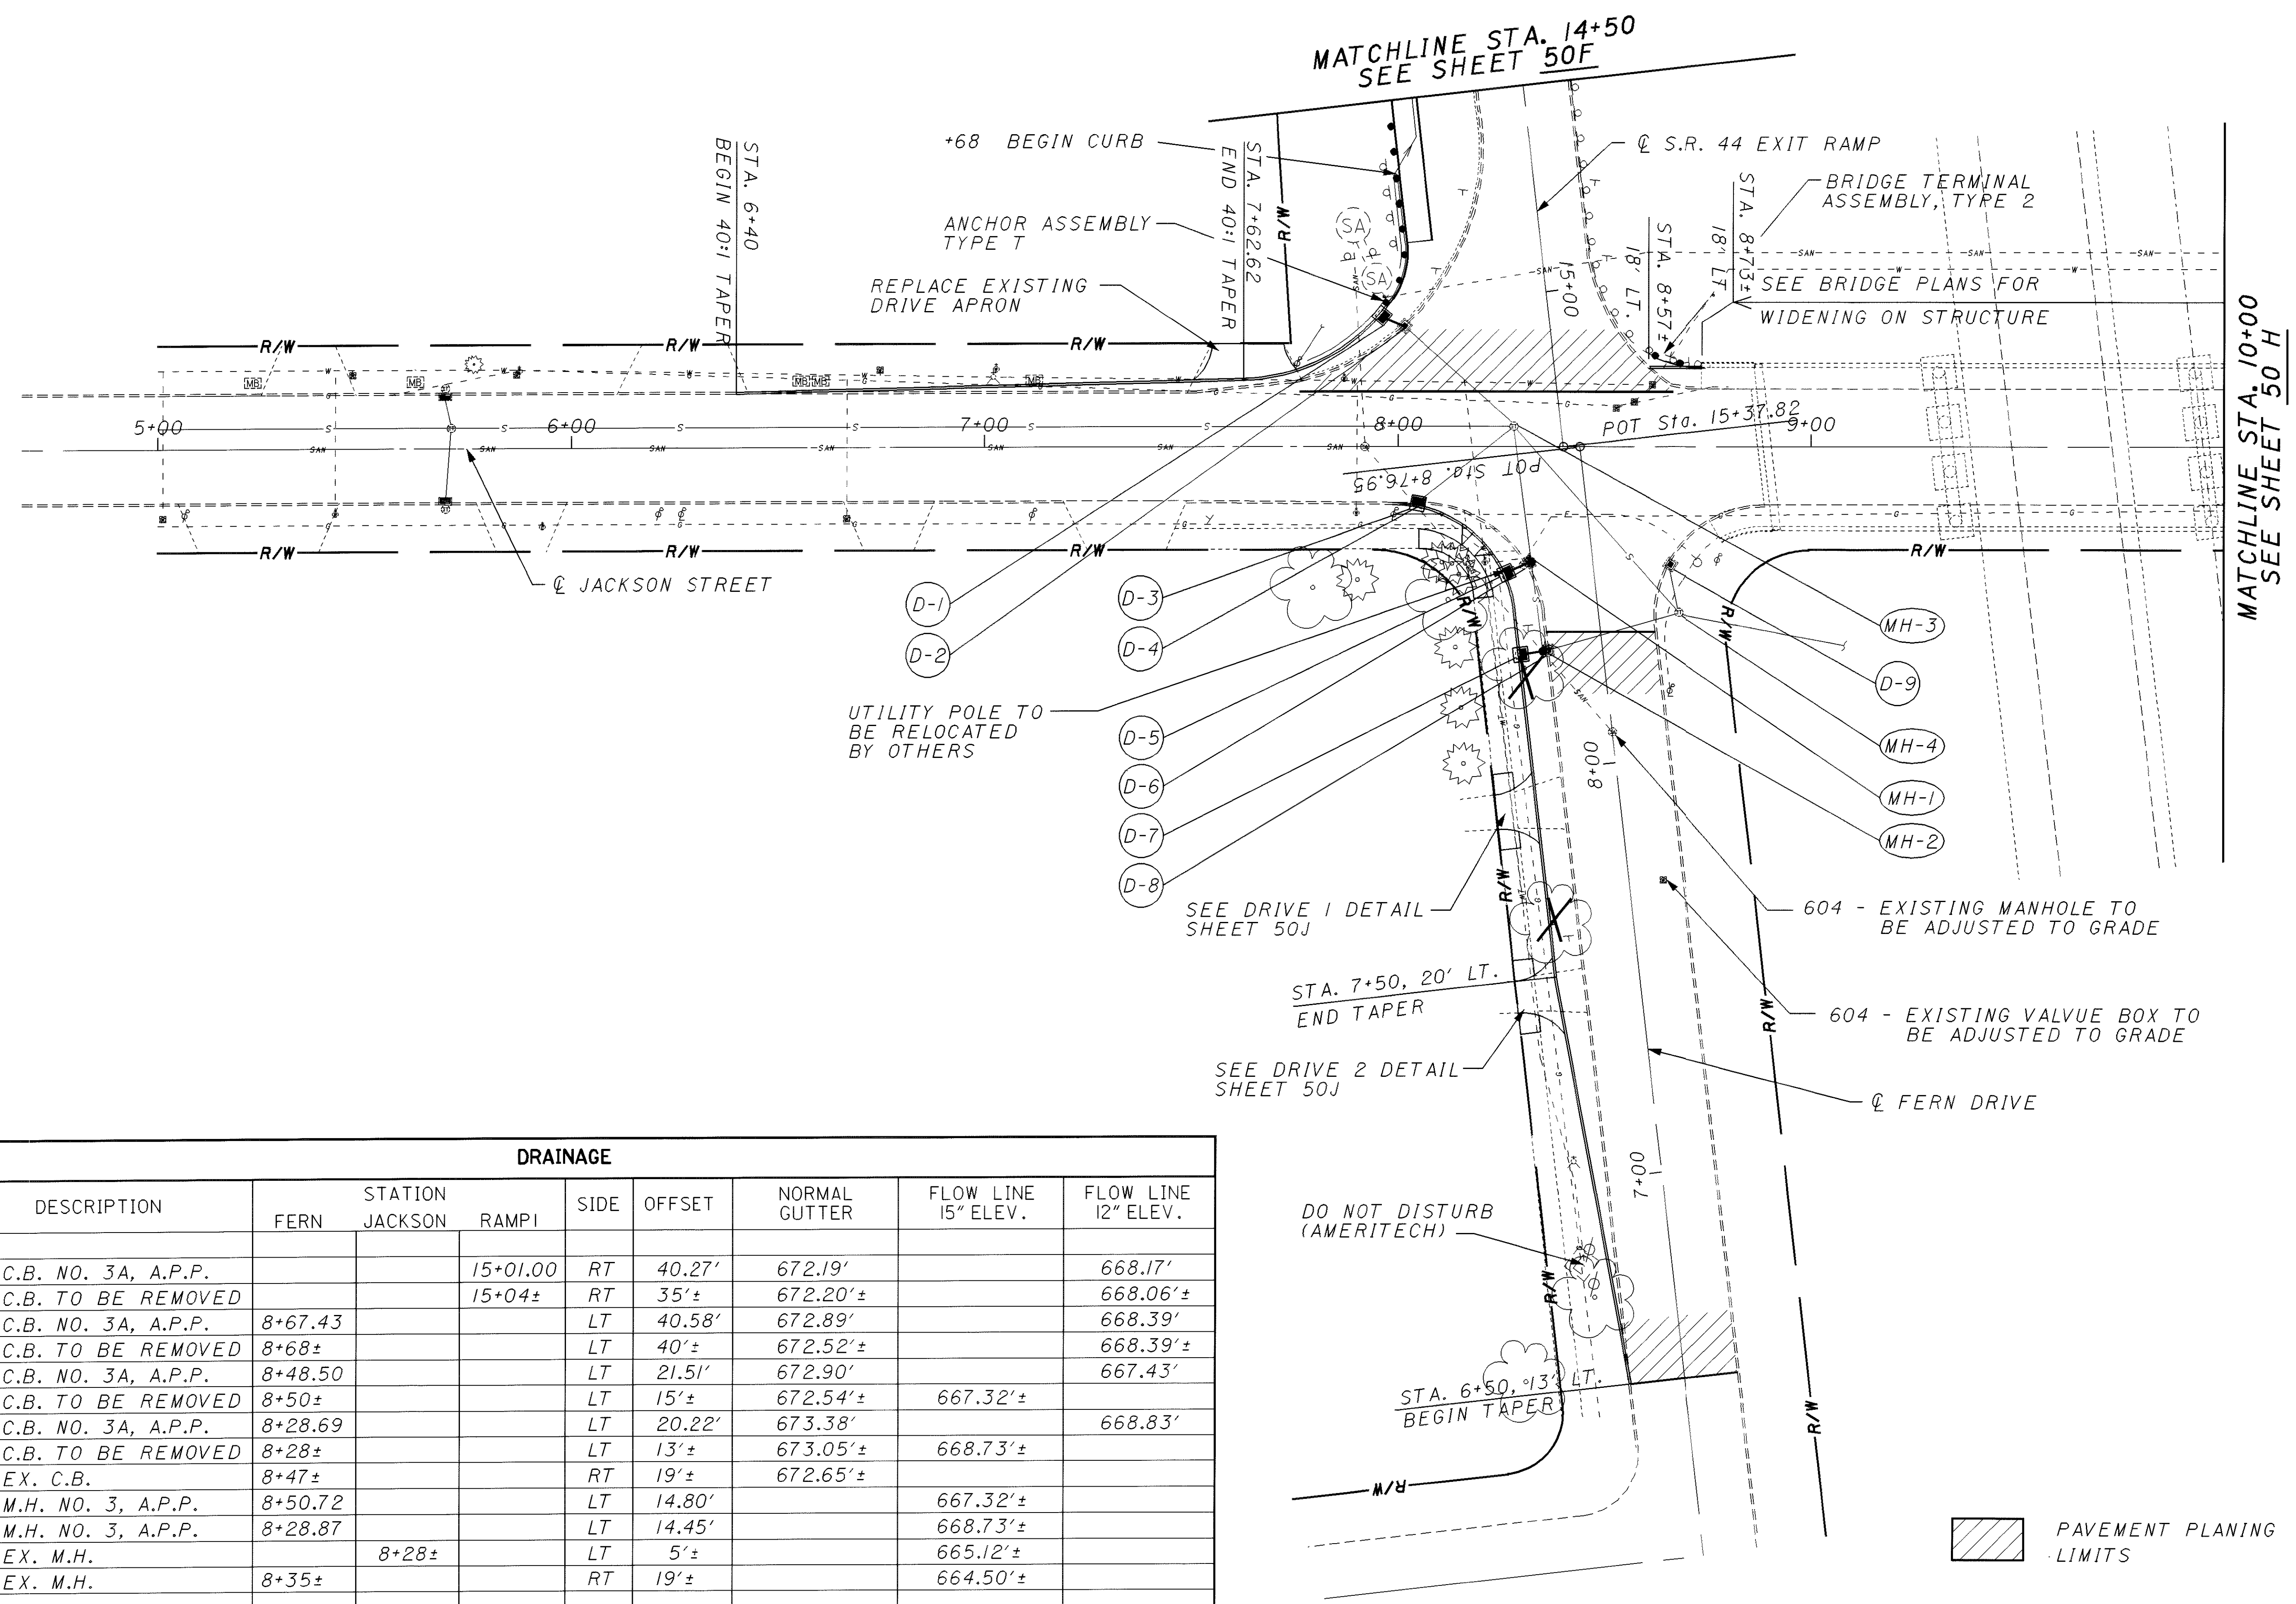 MATCHLINE STA. 14+50
SEE SHEET 50F
+68 BEGIN CURB
℄ S.R. 44 EXIT RAMP
STA. 6+40
BEGIN 40:1 TAPER
STA. 7+62.62
END 40:1 TAPER
R/W
ANCHOR ASSEMBLY
TYPE T
BRIDGE TERMINAL
ASSEMBLY, TYPE 2
STA. 8+73±
18' LT.
STA. 8+57±
18' LT.
SA
SA
REPLACE EXISTING
DRIVE APRON
15+00
SEE BRIDGE PLANS FOR
WIDENING ON STRUCTURE
R/W
R/W
R/W
MB
MB
MB
MB
MB
MATCHLINE STA. 10+00
SEE SHEET 50 H
5+00
6+00
7+00
8+00
9+00
POT Sta. 15+37.82
POT Sta. 8+76.95
R/W
R/W
R/W
R/W
℄ JACKSON STREET
D-1
D-2
D-3
D-4
R/W
R/W
MH-3
D-9
UTILITY POLE TO
BE RELOCATED
BY OTHERS
D-5
D-6
D-7
D-8
8+00
MH-4
MH-1
MH-2
R/W
SEE DRIVE 1 DETAIL
SHEET 50J
604 - EXISTING MANHOLE TO
BE ADJUSTED TO GRADE
STA. 7+50, 20' LT.
END TAPER
R/W
604 - EXISTING VALVUE BOX TO
BE ADJUSTED TO GRADE
SEE DRIVE 2 DETAIL
SHEET 50J
℄ FERN DRIVE
7+00
DO NOT DISTURB
(AMERITECH)
R/W
STA. 6+50, 13' LT.
BEGIN TAPER
R/W
R/W
PAVEMENT PLANING
LIMITS
DRAINAGE
DESCRIPTION STATION SIDE OFFSET NORMAL GUTTER FLOW LINE 15" ELEV. FLOW LINE 12" ELEV.
FERN JACKSON RAMP1
C.B. NO. 3A, A.P.P. 15+01.00 RT 40.27' 672.19' 668.17'
C.B. TO BE REMOVED 15+04± RT 35'± 672.20'± 668.06'±
C.B. NO. 3A, A.P.P. 8+67.43 LT 40.58' 672.89' 668.39'
C.B. TO BE REMOVED 8+68± LT 40'± 672.52'± 668.39'±
C.B. NO. 3A, A.P.P. 8+48.50 LT 21.51' 672.90' 667.43'
C.B. TO BE REMOVED 8+50± LT 15'± 672.54'± 667.32'±
C.B. NO. 3A, A.P.P. 8+28.69 LT 20.22' 673.38' 668.83'
C.B. TO BE REMOVED 8+28± LT 13'± 673.05'± 668.73'±
EX. C.B. 8+47± RT 19'± 672.65'±
M.H. NO. 3, A.P.P. 8+50.72 LT 14.80' 667.32'±
M.H. NO. 3, A.P.P. 8+28.87 LT 14.45' 668.73'±
EX. M.H. 8+28± LT 5'± 665.12'±
EX. M.H. 8+35± RT 19'± 664.50'±